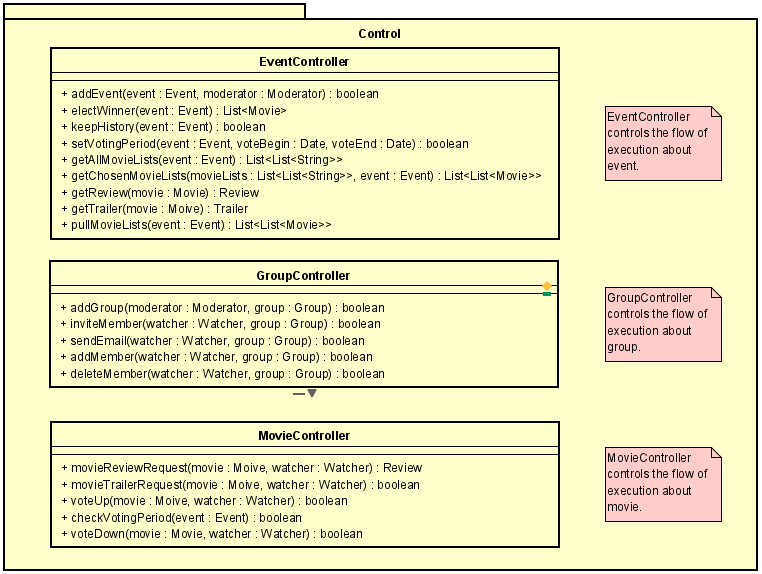 Control
EventController
+ addEvent(event : Event, moderator : Moderator) : boolean
+ electWinner(event : Event) : List<Movie>
+ keepHistory(event : Event) : boolean
+ setVotingPeriod(event : Event, voteBegin : Date, voteEnd : Date) : boolean
+ getAllMovieLists(event : Event) : List<List<String>>
+ getChosenMovieLists(movieLists : List<List<String>>, event : Event) : List<List<Movie>>
+ getReview(movie : Movie) : Review
+ getTrailer(movie : Moive) : Trailer
+ pullMovieLists(event : Event) : List<List<Movie>>
EventController
controls the flow of
execution about
event.
GroupController
+ addGroup(moderator : Moderator, group : Group) : boolean
+ inviteMember(watcher : Watcher, group : Group) : boolean
+ sendEmail(watcher : Watcher, group : Group) : boolean
+ addMember(watcher : Watcher, group : Group) : boolean
+ deleteMember(watcher : Watcher, group : Group) : boolean
GroupController
controls the flow of
execution about
group.
MovieController
+ movieReviewRequest(movie : Moive, watcher : Watcher) : Review
+ movieTrailerRequest(movie : Moive, watcher : Watcher) : boolean
+ voteUp(movie : Moive, watcher : Watcher) : boolean
+ checkVotingPeriod(event : Event) : boolean
+ voteDown(movie : Movie, watcher : Watcher) : boolean
MovieController
controls the flow of
execution about
movie.